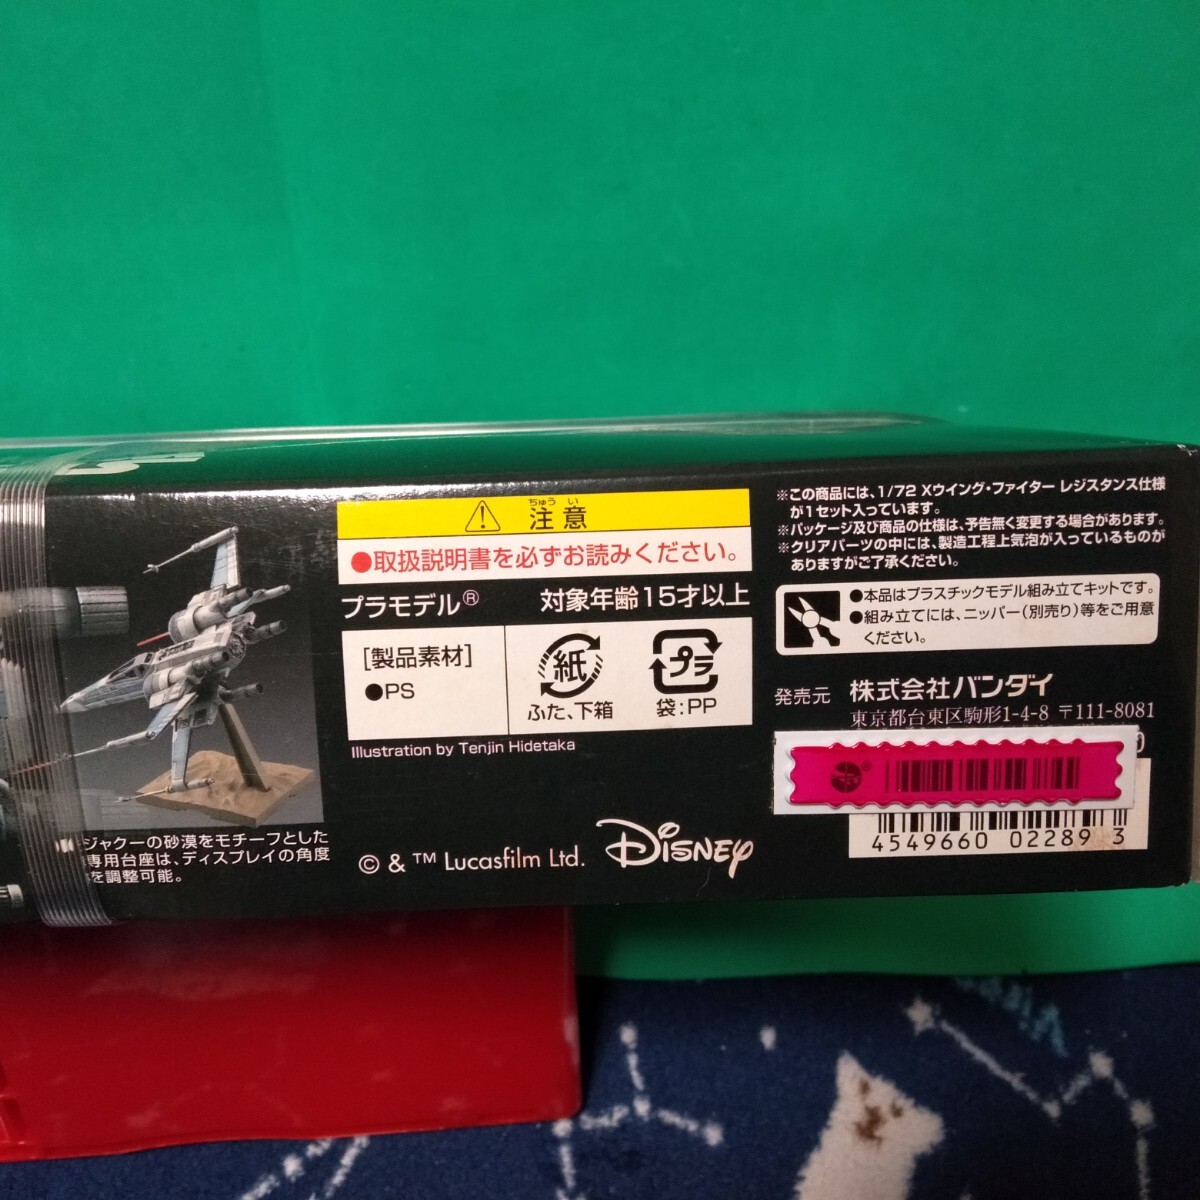 ジャクーの砂漠をモチーフとした
専用台座は、ディスプレイの角度
を調整可能。
ちゅうい
注意
●取扱説明書を必ずお読みください。
プラモデル® 対象年齢15才以上
[製品素材]
●PS
紙
ふた、下箱
プラ
袋:PP
Illustration by Tenjin Hidetaka
© & ™ Lucasfilm Ltd. Disney
※この商品には、1/72 Xウイング・ファイター レジスタンス仕様
が1セット入っています。
※パッケージ及び商品の仕様は、予告無く変更する場合があります。
※クリアパーツの中には、製造工程上気泡が入っているものが
ありますがご了承ください。
●本品はプラスチックモデル組み立てキットです。
●組み立てには、ニッパー(別売り)等をご用意
ください。
発売元 株式会社バンダイ
東京都台東区駒形1-4-8 〒111-8081
4549660 02289 3